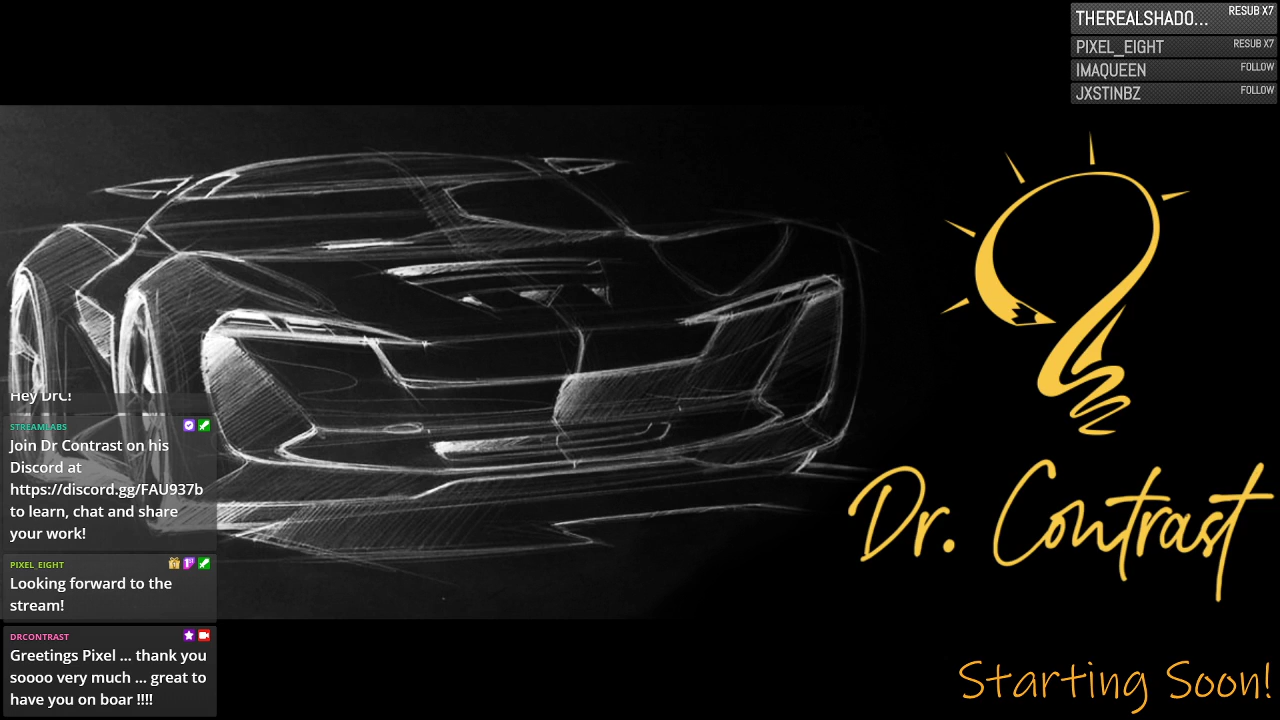 THEREALSHADO... RESUB X7
PIXEL_EIGHT RESUB X7
IMAQUEEN FOLLOW
JXSTINBZ FOLLOW
Dr. Contrast
Starting Soon!
Hey DrC!
STREAMLABS
Join Dr Contrast on his
Discord at
https://discord.gg/FAU937b
to learn, chat and share
your work!
PIXEL_EIGHT
Looking forward to the
stream!
DRCONTRAST
Greetings Pixel ... thank you
soooo very much ... great to
have you on boar !!!!